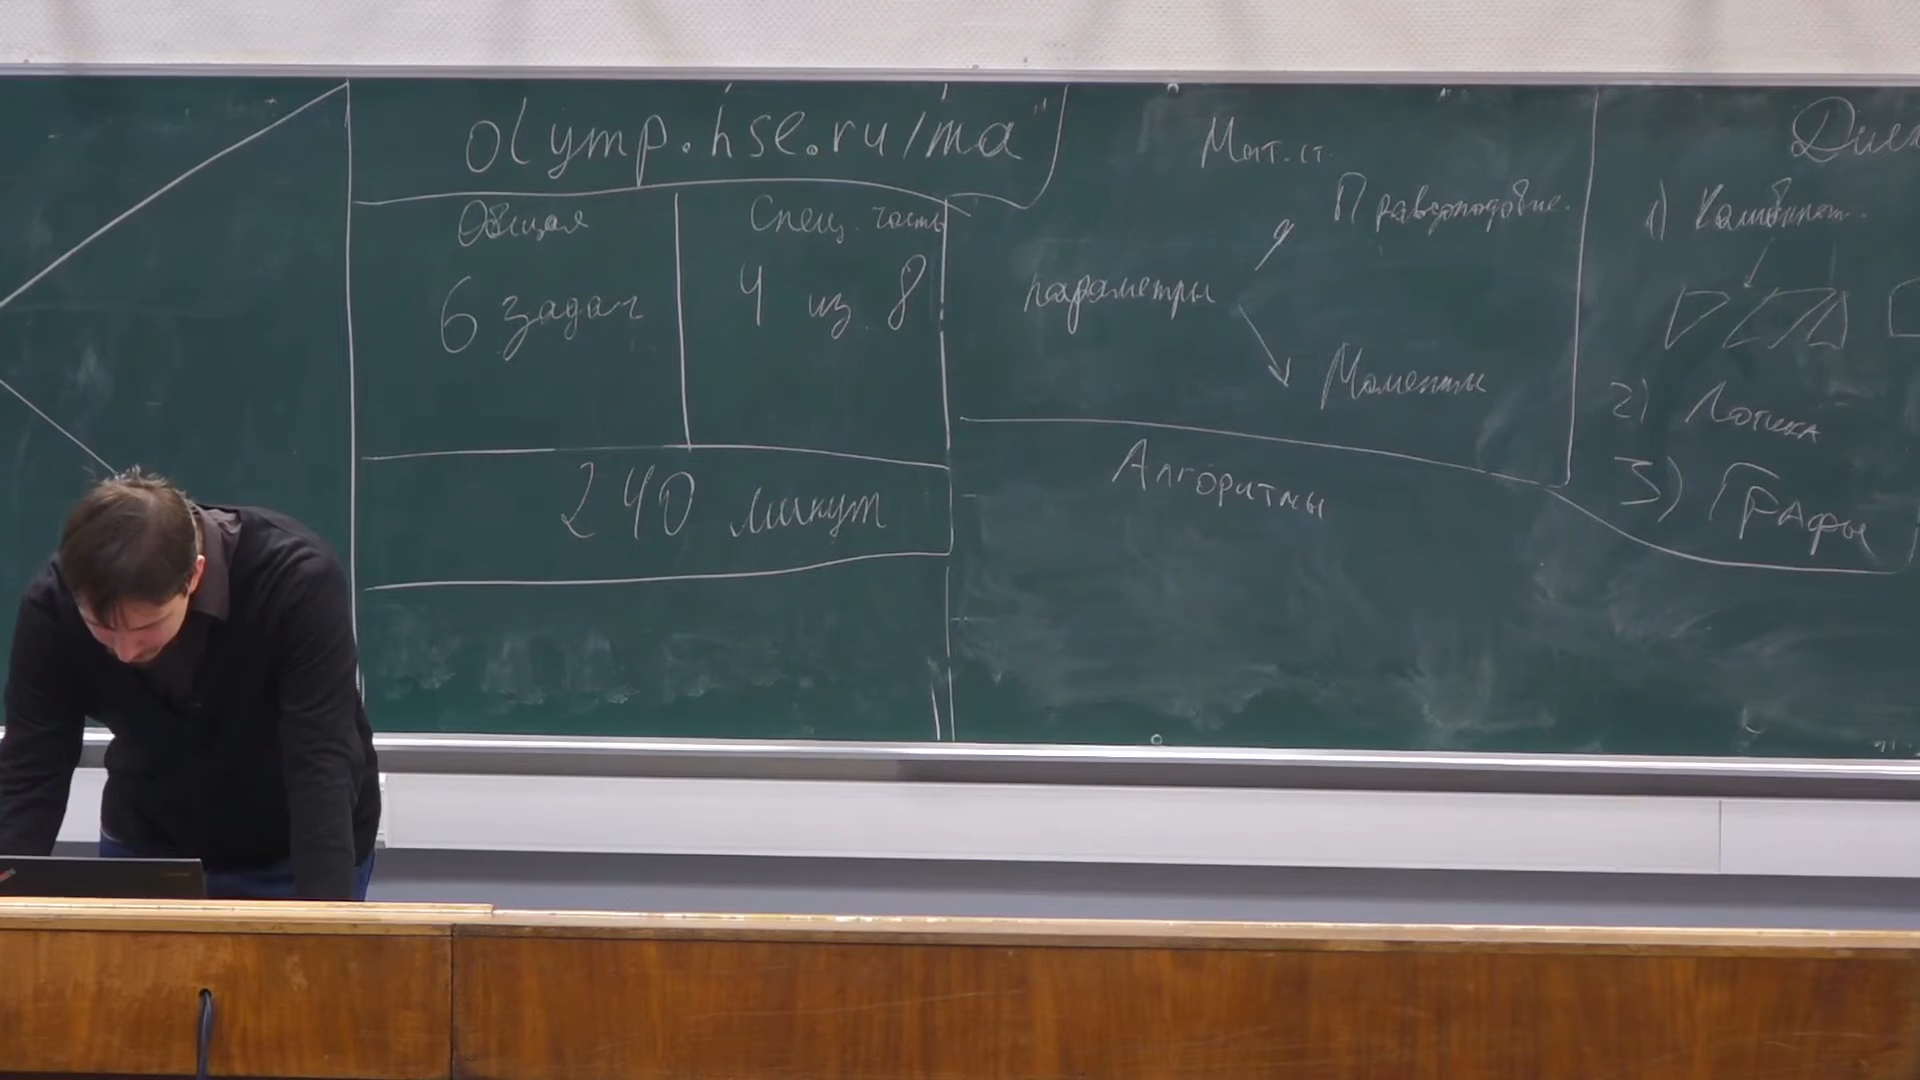 olymp.hse.ru/ma
Общая
6 задач
Спец. часть
4 из 8
240 минут
Мат. ст.
Правдоподобие.
параметры
Моменты
Алгоритмы
1) Комбинат.
2) Логика
3) Графы